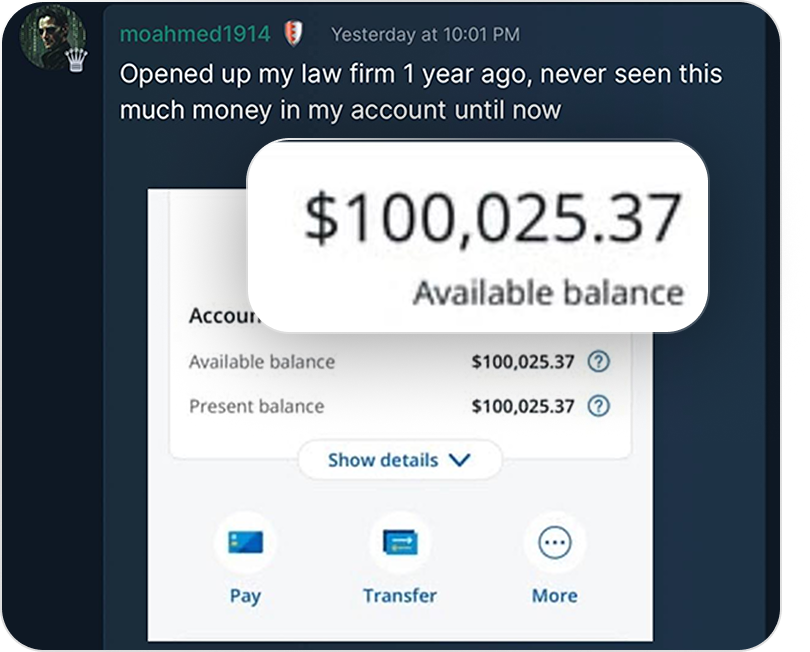 moahmed1914 Yesterday at 10:01 PM
Opened up my law firm 1 year ago, never seen this
much money in my account until now
$100,025.37
Available balance
Available balance $100,025.37
Present balance $100,025.37
Show details
Pay Transfer More